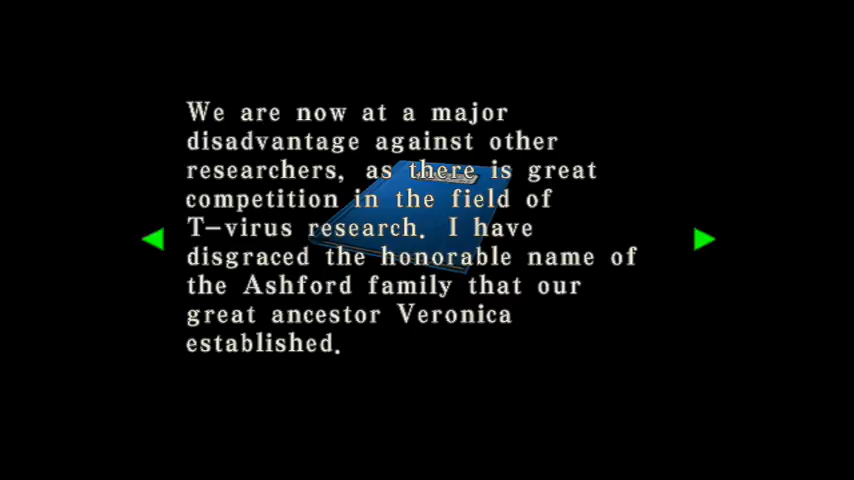 We are now at a major
disadvantage against other
researchers, as there is great
competition in the field of
T-virus research. I have
disgraced the honorable name of
the Ashford family that our
great ancestor Veronica
established.